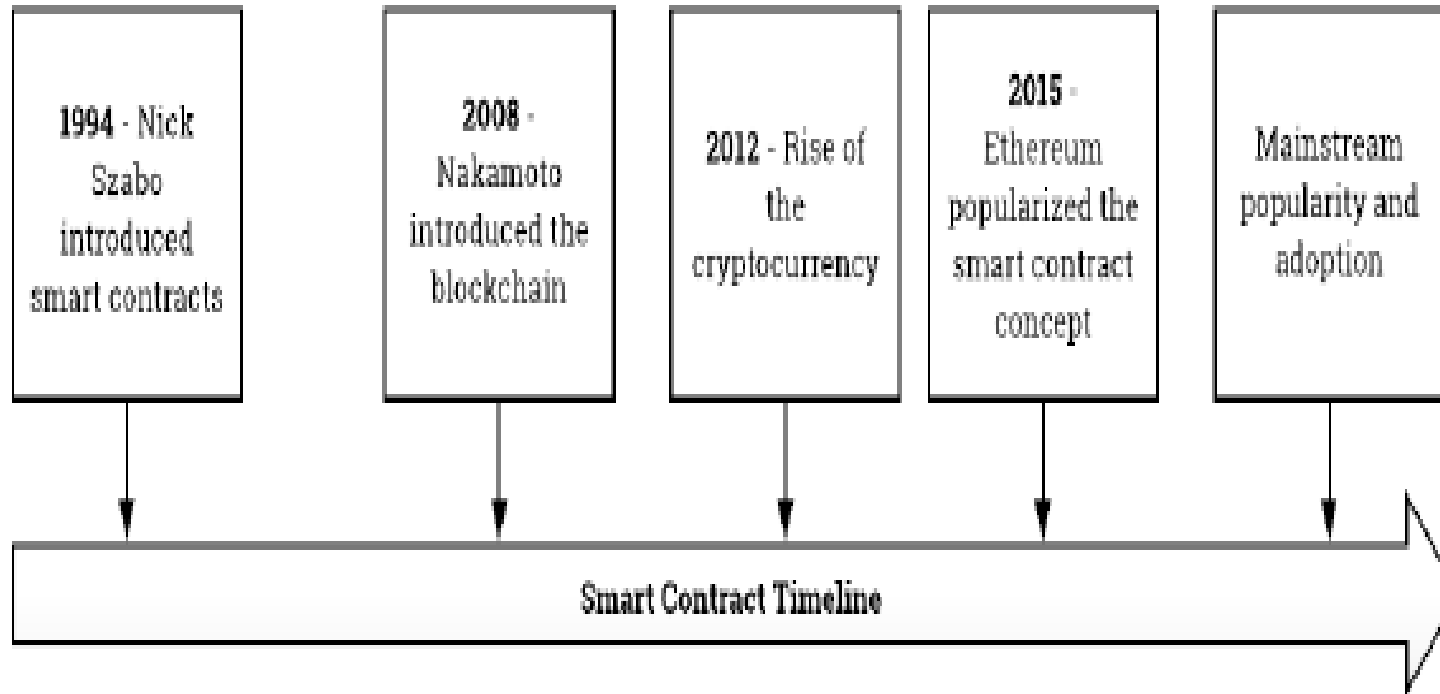 1994 - Nick
Szabo
introduced
smart contracts
2008 -
Nakamoto
introduced the
blockchain
2012 - Rise of
the
cryptocurrency
2015 -
Ethereum
popularized the
smart contract
concept
Mainstream
popularity and
adoption
Smart Contract Timeline